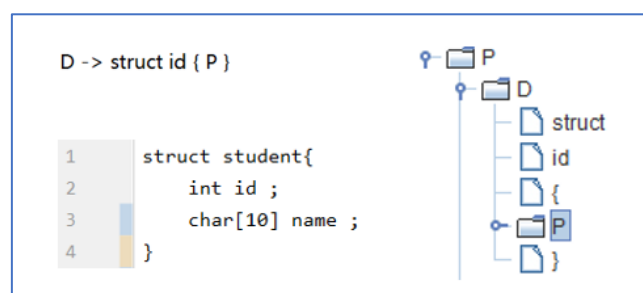 D -> struct id { P }
1 struct student{
2 int id ;
3 char[10] name ;
4 }
P
D
struct
id
{
P
}